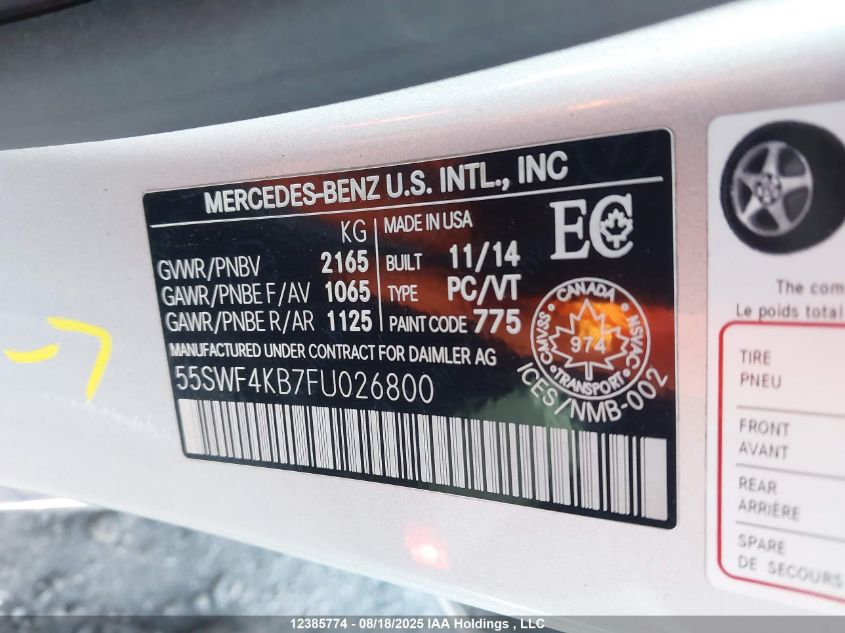 MERCEDES-BENZ U.S. INTL., INC
KG
GVWR/PNBV 2165
GAWR/PNBE F/AV 1065
GAWR/PNBE R/AR 1125
MADE IN USA
BUILT 11/14
TYPE PC/VT
PAINT CODE 775
EC
MANUFACTURED UNDER CONTRACT FOR DAIMLER AG
55SWF4KB7FU026800
CANADA
CMVSS NSVAC
974
TRANSPORT
ICES/NMB-002
The com
Le poids total
TIRE
PNEU
FRONT
AVANT
REAR
ARRIÈRE
SPARE
DE SECOURS
12385774 - 08/18/2025 IAA Holdings , LLC